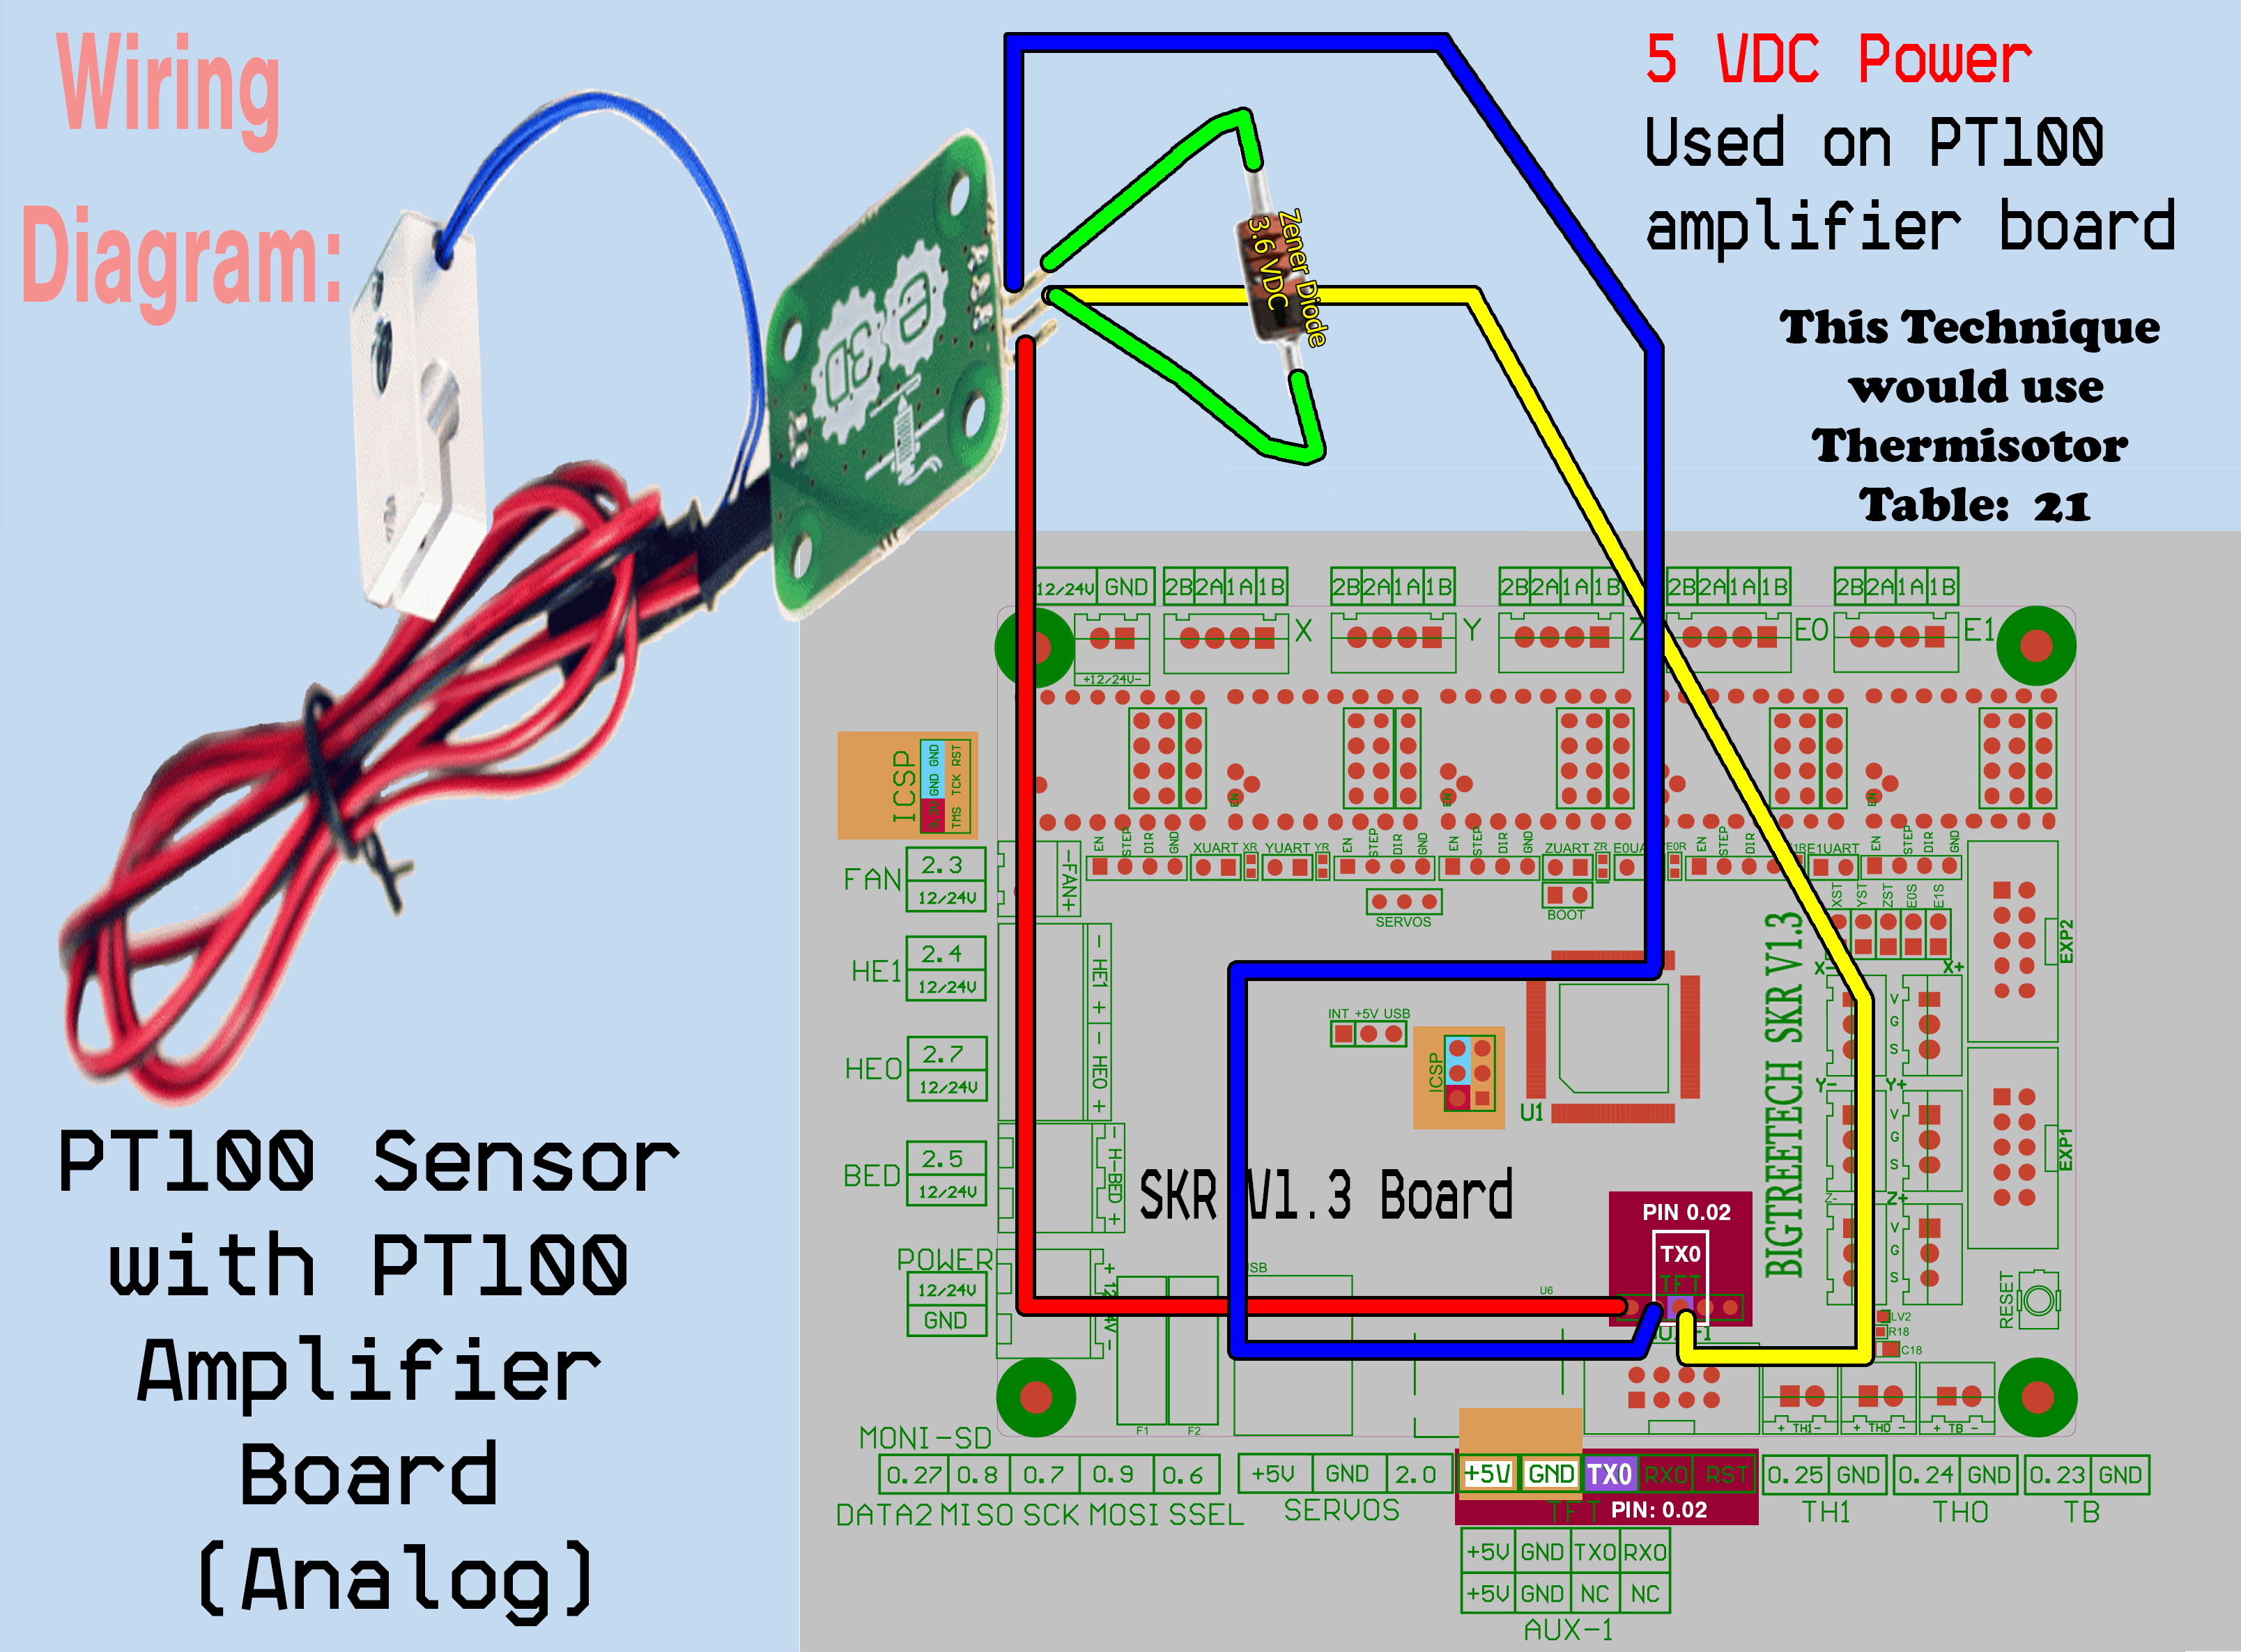 Wiring
Diagram:
5 VDC Power
Used on PT100
amplifier board
This Technique
would use
Thermisotor
Table: 21
Zener Diode
3.6 VDC
12/24V GND
2B 2A 1A 1B
2B 2A 1A 1B
2B 2A 1A 1B
2B 2A 1A 1B
2B 2A 1A 1B
X
Y
Z
E0
E1
+12/24V-
ICSP
GND GND
TCK RST
TMS
EN STEP DIR GND
XUART XR YUART YR
EN STEP DIR GND
EN STEP DIR GND
ZUART ZR E0UA E0R
EN STEP DIR
1R E1UART
EN STEP DIR GND
EN
EN
EN
SERVOS
BOOT
XST YST ZST E0S E1S
FAN
2.3
12/24V
-FAN+
HE1
2.4
12/24V
- HE1 +
HE0
2.7
12/24V
- HE0 +
BED
2.5
12/24V
- H-BED +
POWER
12/24V
GND
INT +5V USB
ICSP
U1
BIGTREETECH SKR V1.3
X-
X+
V
G
S
Y-
Y+
V
G
S
Z-
Z+
V
G
S
EXP2
EXP1
RESET
SKR V1.3 Board
PIN 0.02
TX0
TFT
U6
LV2
R18
C18
F1
F2
+ TH1 -
+ TH0 -
+ TB -
MONI-SD
0.27 0.8 0.7 0.9 0.6
DATA2 MISO SCK MOSI SSEL
+5V GND 2.0
SERVOS
+5V GND TX0 RX0 RST
TFT PIN: 0.02
0.25 GND
TH1
0.24 GND
TH0
0.23 GND
TB
+5V GND TX0 RX0
+5V GND NC NC
AUX-1
PT100 Sensor
with PT100
Amplifier
Board
(Analog)